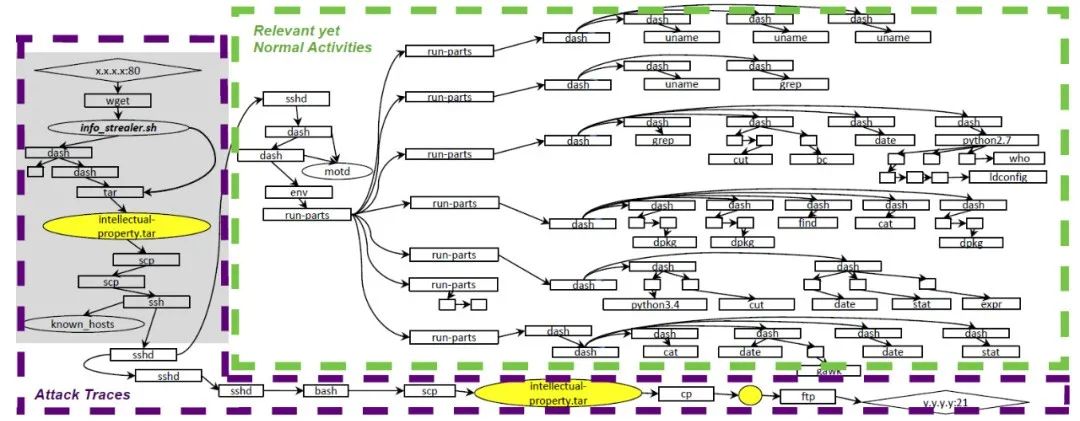 Relevant yet
Normal Activities
x.x.x.x:80
wget
info_strealer.sh
dash
dash
tar
intellectual-
property.tar
scp
scp
ssh
known_hosts
sshd
sshd
Attack Traces
sshd
bash
scp
intellectual-
property.tar
cp
ftp
y.y.y.y:21
sshd
dash
dash
motd
env
run-parts
run-parts
dash
dash
uname
dash
uname
dash
uname
run-parts
dash
dash
uname
dash
grep
run-parts
dash
dash
grep
dash
cut
bc
dash
date
dash
python2.7
who
ldconfig
run-parts
dash
dash
dpkg
dash
dpkg
dash
find
dash
cat
dash
dpkg
run-parts
dash
dash
python3.4
cut
dash
date
stat
expr
run-parts
run-parts
dash
dash
dash
cat
dash
date
gawk
dash
date
dash
stat